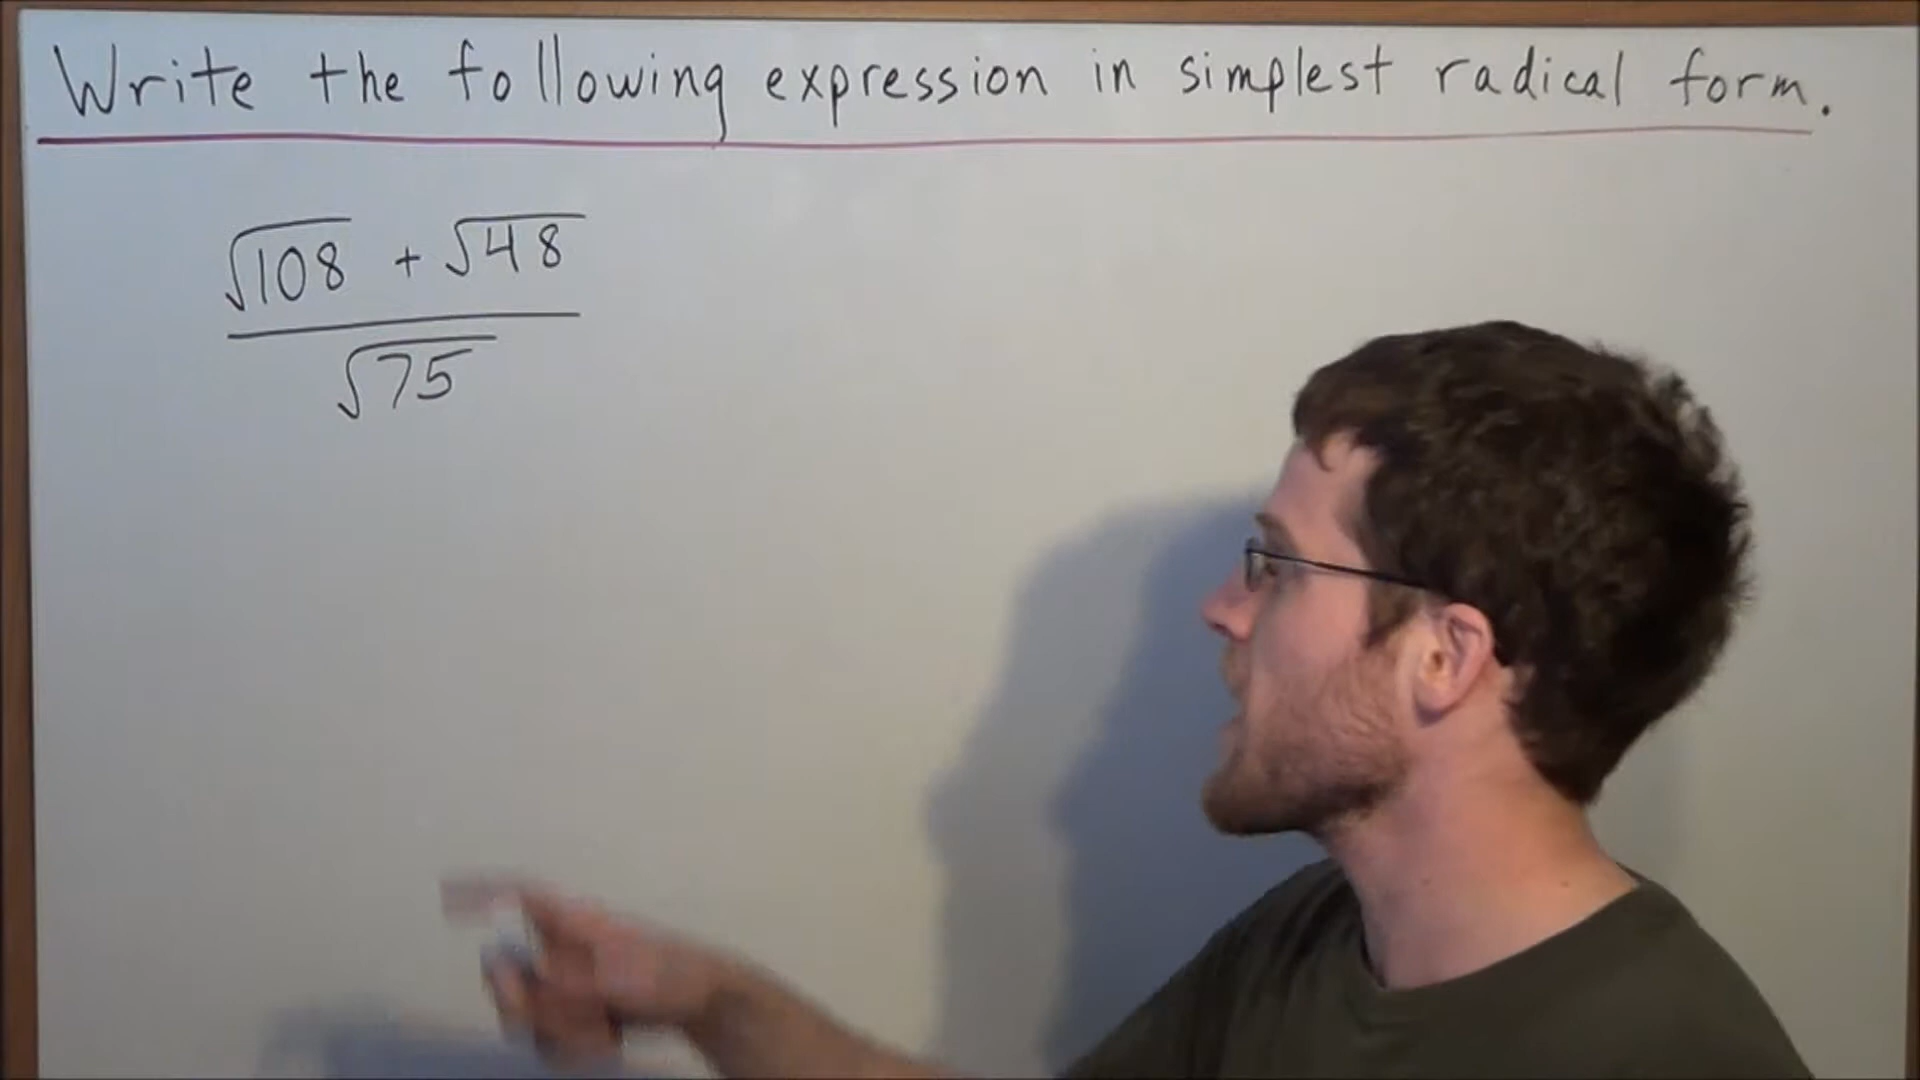 Write the following expression in simplest radical form.
√108 + √48
√75